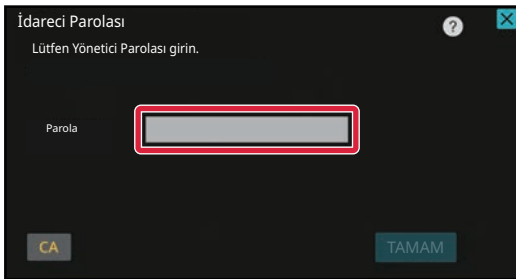 İdareci Parolası
?
Lütfen Yönetici Parolası girin.
Parola
CA
TAMAM